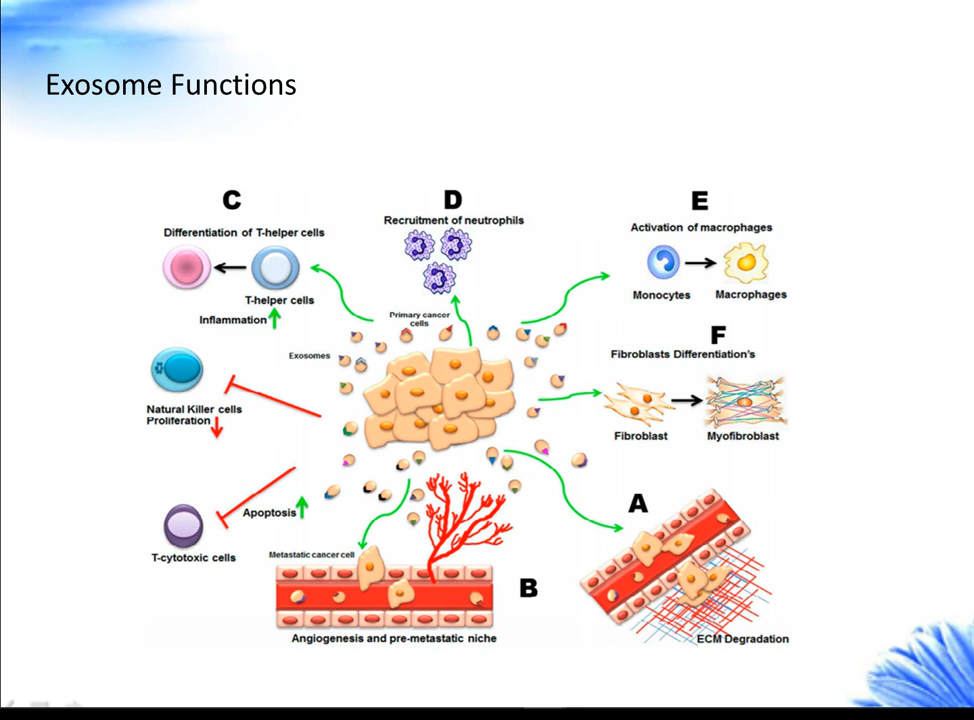 Exosome Functions
C
Differentiation of T-helper cells
T-helper cells
Inflammation
D
Recruitment of neutrophils
E
Activation of macrophages
Monocytes
Macrophages
Primary cancer
cells
Exosomes
Natural Killer cells
Proliferation
F
Fibroblasts Differentiation's
Fibroblast
Myofibroblast
Apoptosis
T-cytotoxic cells
Metastatic cancer cell
B
Angiogenesis and pre-metastatic niche
A
ECM Degradation